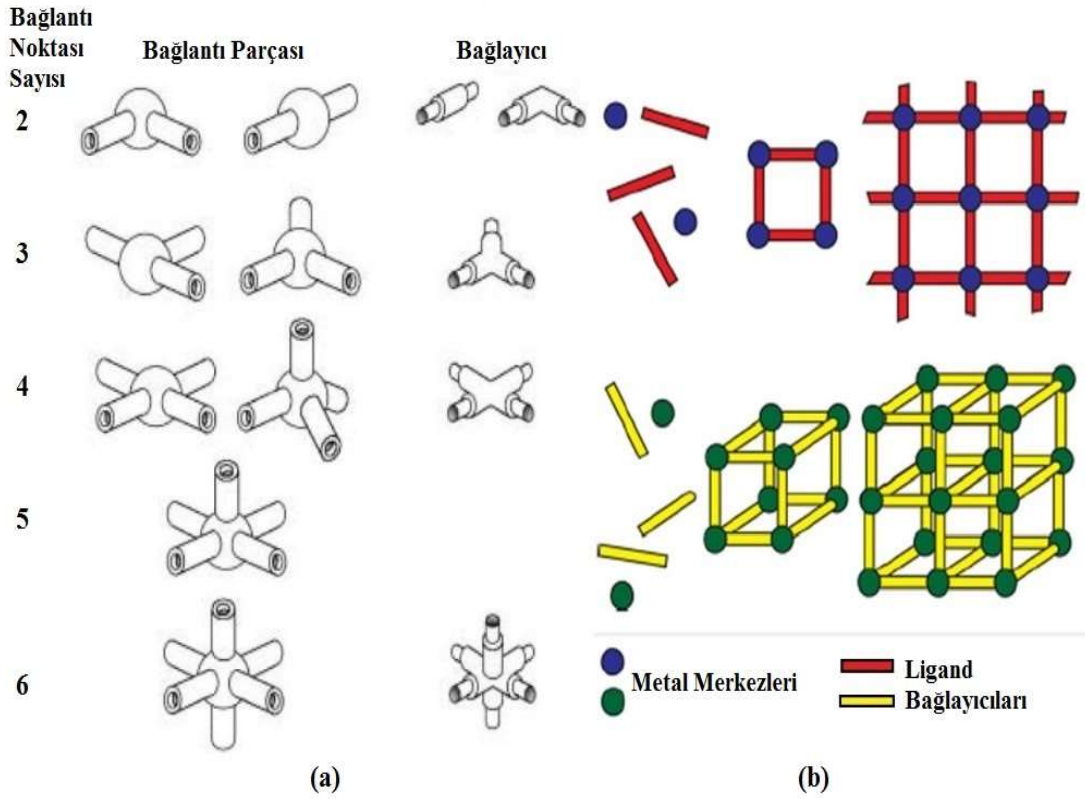 Bağlantı
Noktası
Sayısı
Bağlantı Parçası
Bağlayıcı
2
3
4
5
6
Metal Merkezleri
Ligand
Bağlayıcıları
(a)
(b)